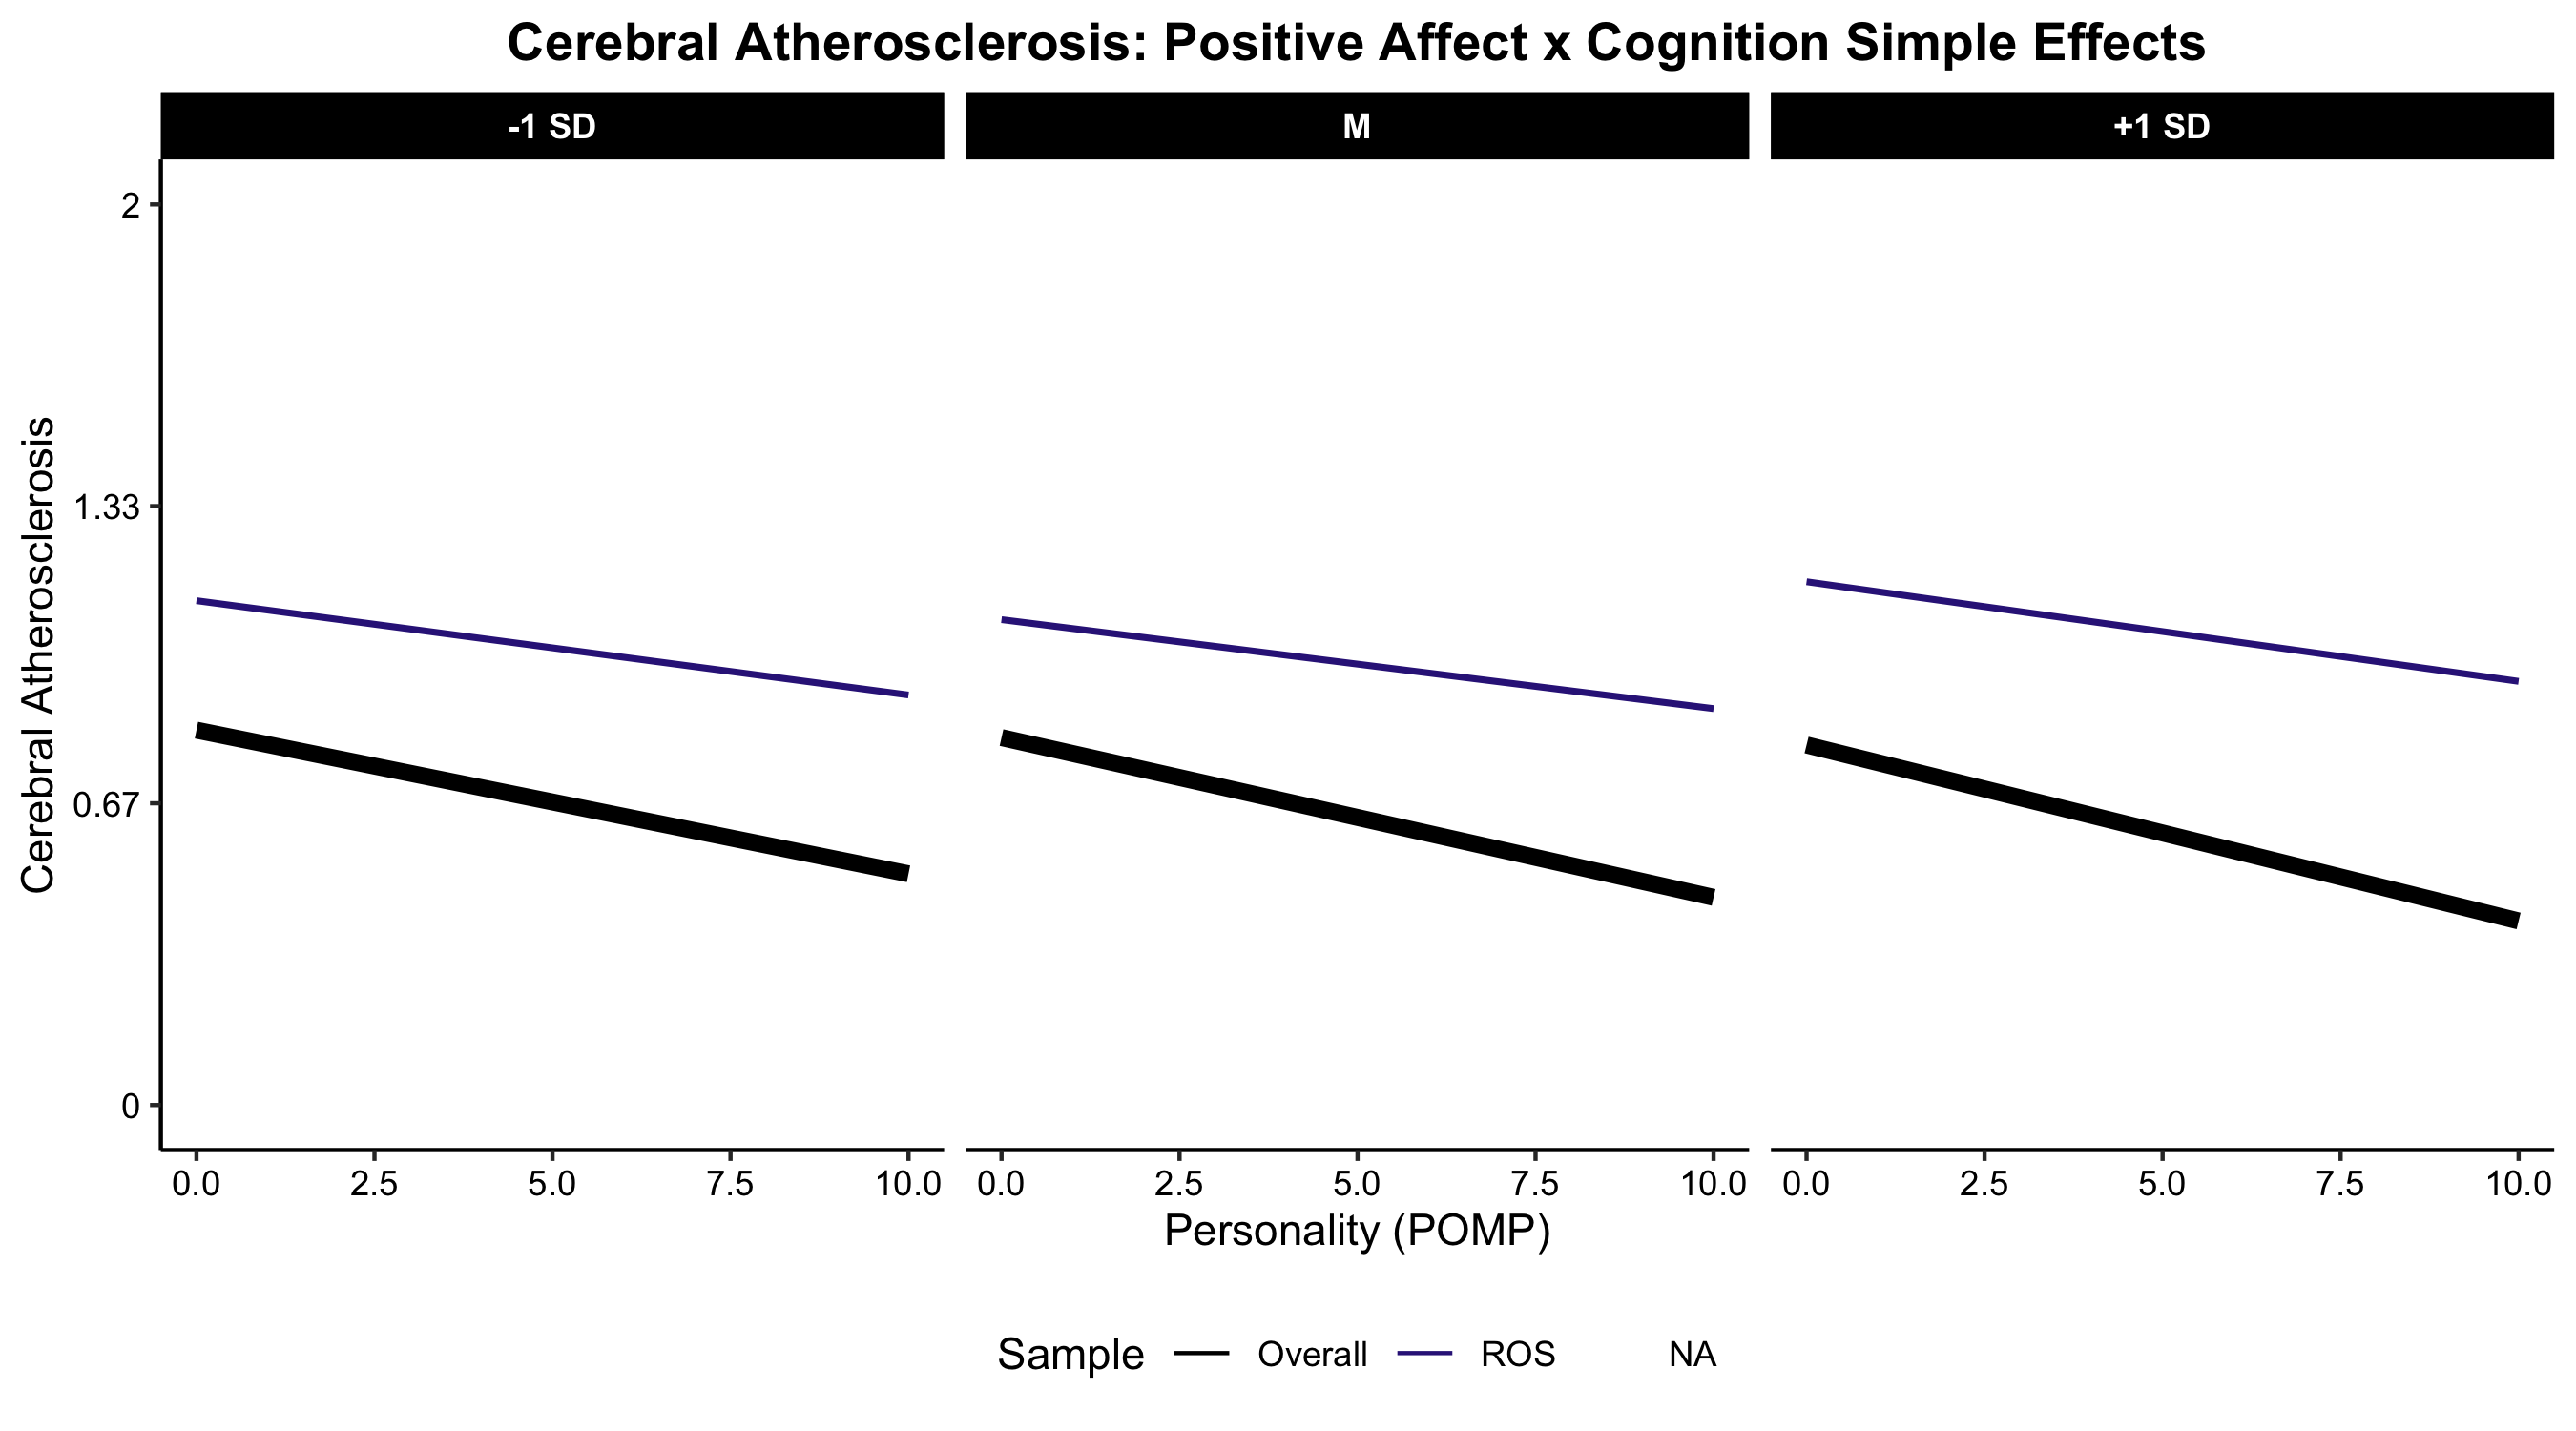 Cerebral Atherosclerosis: Positive Affect x Cognition Simple Effects
-1 SD
M
+1 SD
Cerebral Atherosclerosis
2
1.33
0.67
0
0.0 2.5 5.0 7.5 10.0
0.0 2.5 5.0 7.5 10.0
0.0 2.5 5.0 7.5 10.0
Personality (POMP)
Sample Overall ROS NA